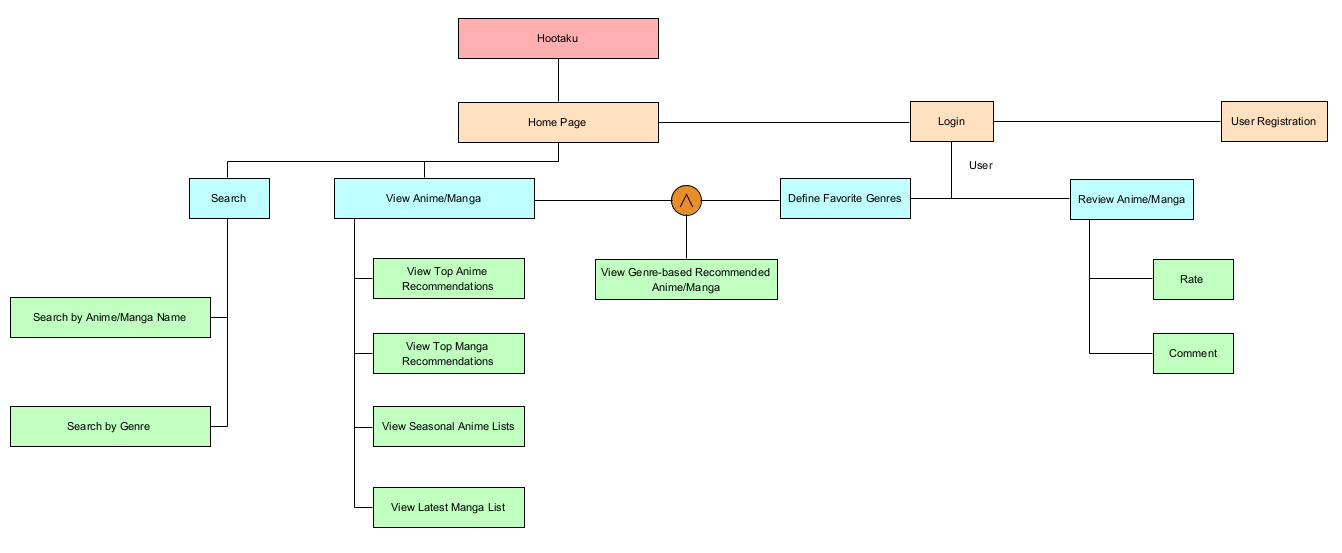 Hootaku
Home Page
Login
User Registration
User
Search
View Anime/Manga
Define Favorite Genres
Review Anime/Manga
View Top Anime
Recommendations
View Genre-based Recommended
Anime/Manga
Rate
Search by Anime/Manga Name
View Top Manga
Recommendations
Comment
Search by Genre
View Seasonal Anime Lists
View Latest Manga List